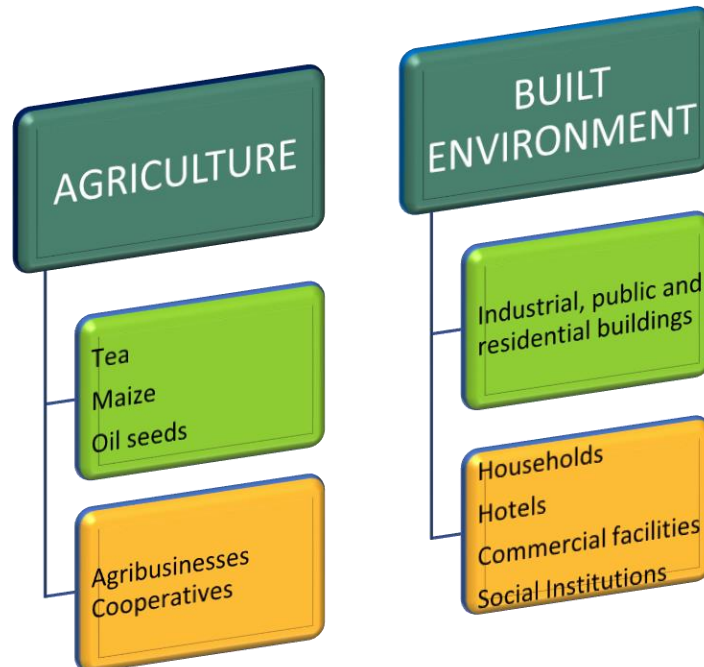 AGRICULTURE
Tea
Maize
Oil seeds
Agribusinesses
Cooperatives
BUILT
ENVIRONMENT
Industrial, public and
residential buildings
Households
Hotels
Commercial facilities
Social Institutions